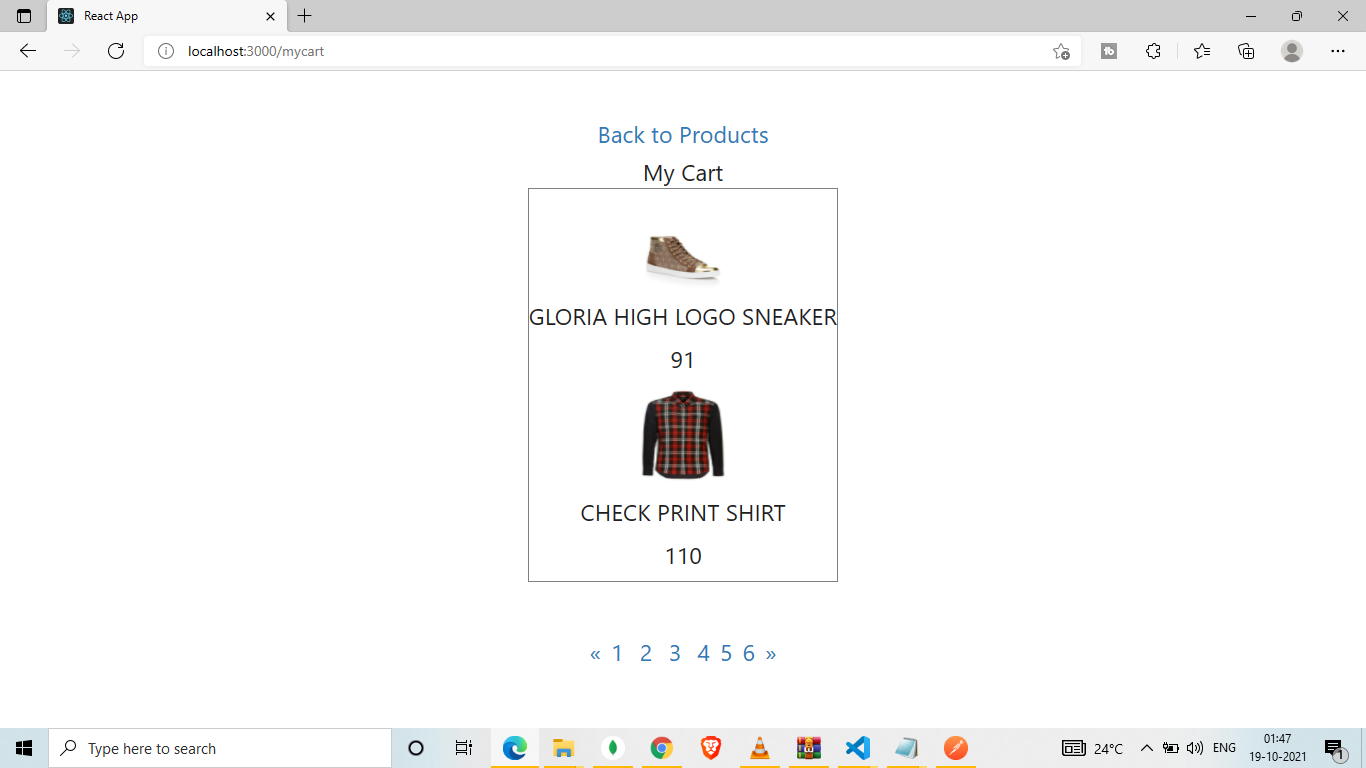 React App
localhost:3000/mycart
Back to Products
My Cart
GLORIA HIGH LOGO SNEAKER
91
CHECK PRINT SHIRT
110
« 1 2 3 4 5 6 »
Type here to search
24°C
ENG
01:47
19-10-2021
1